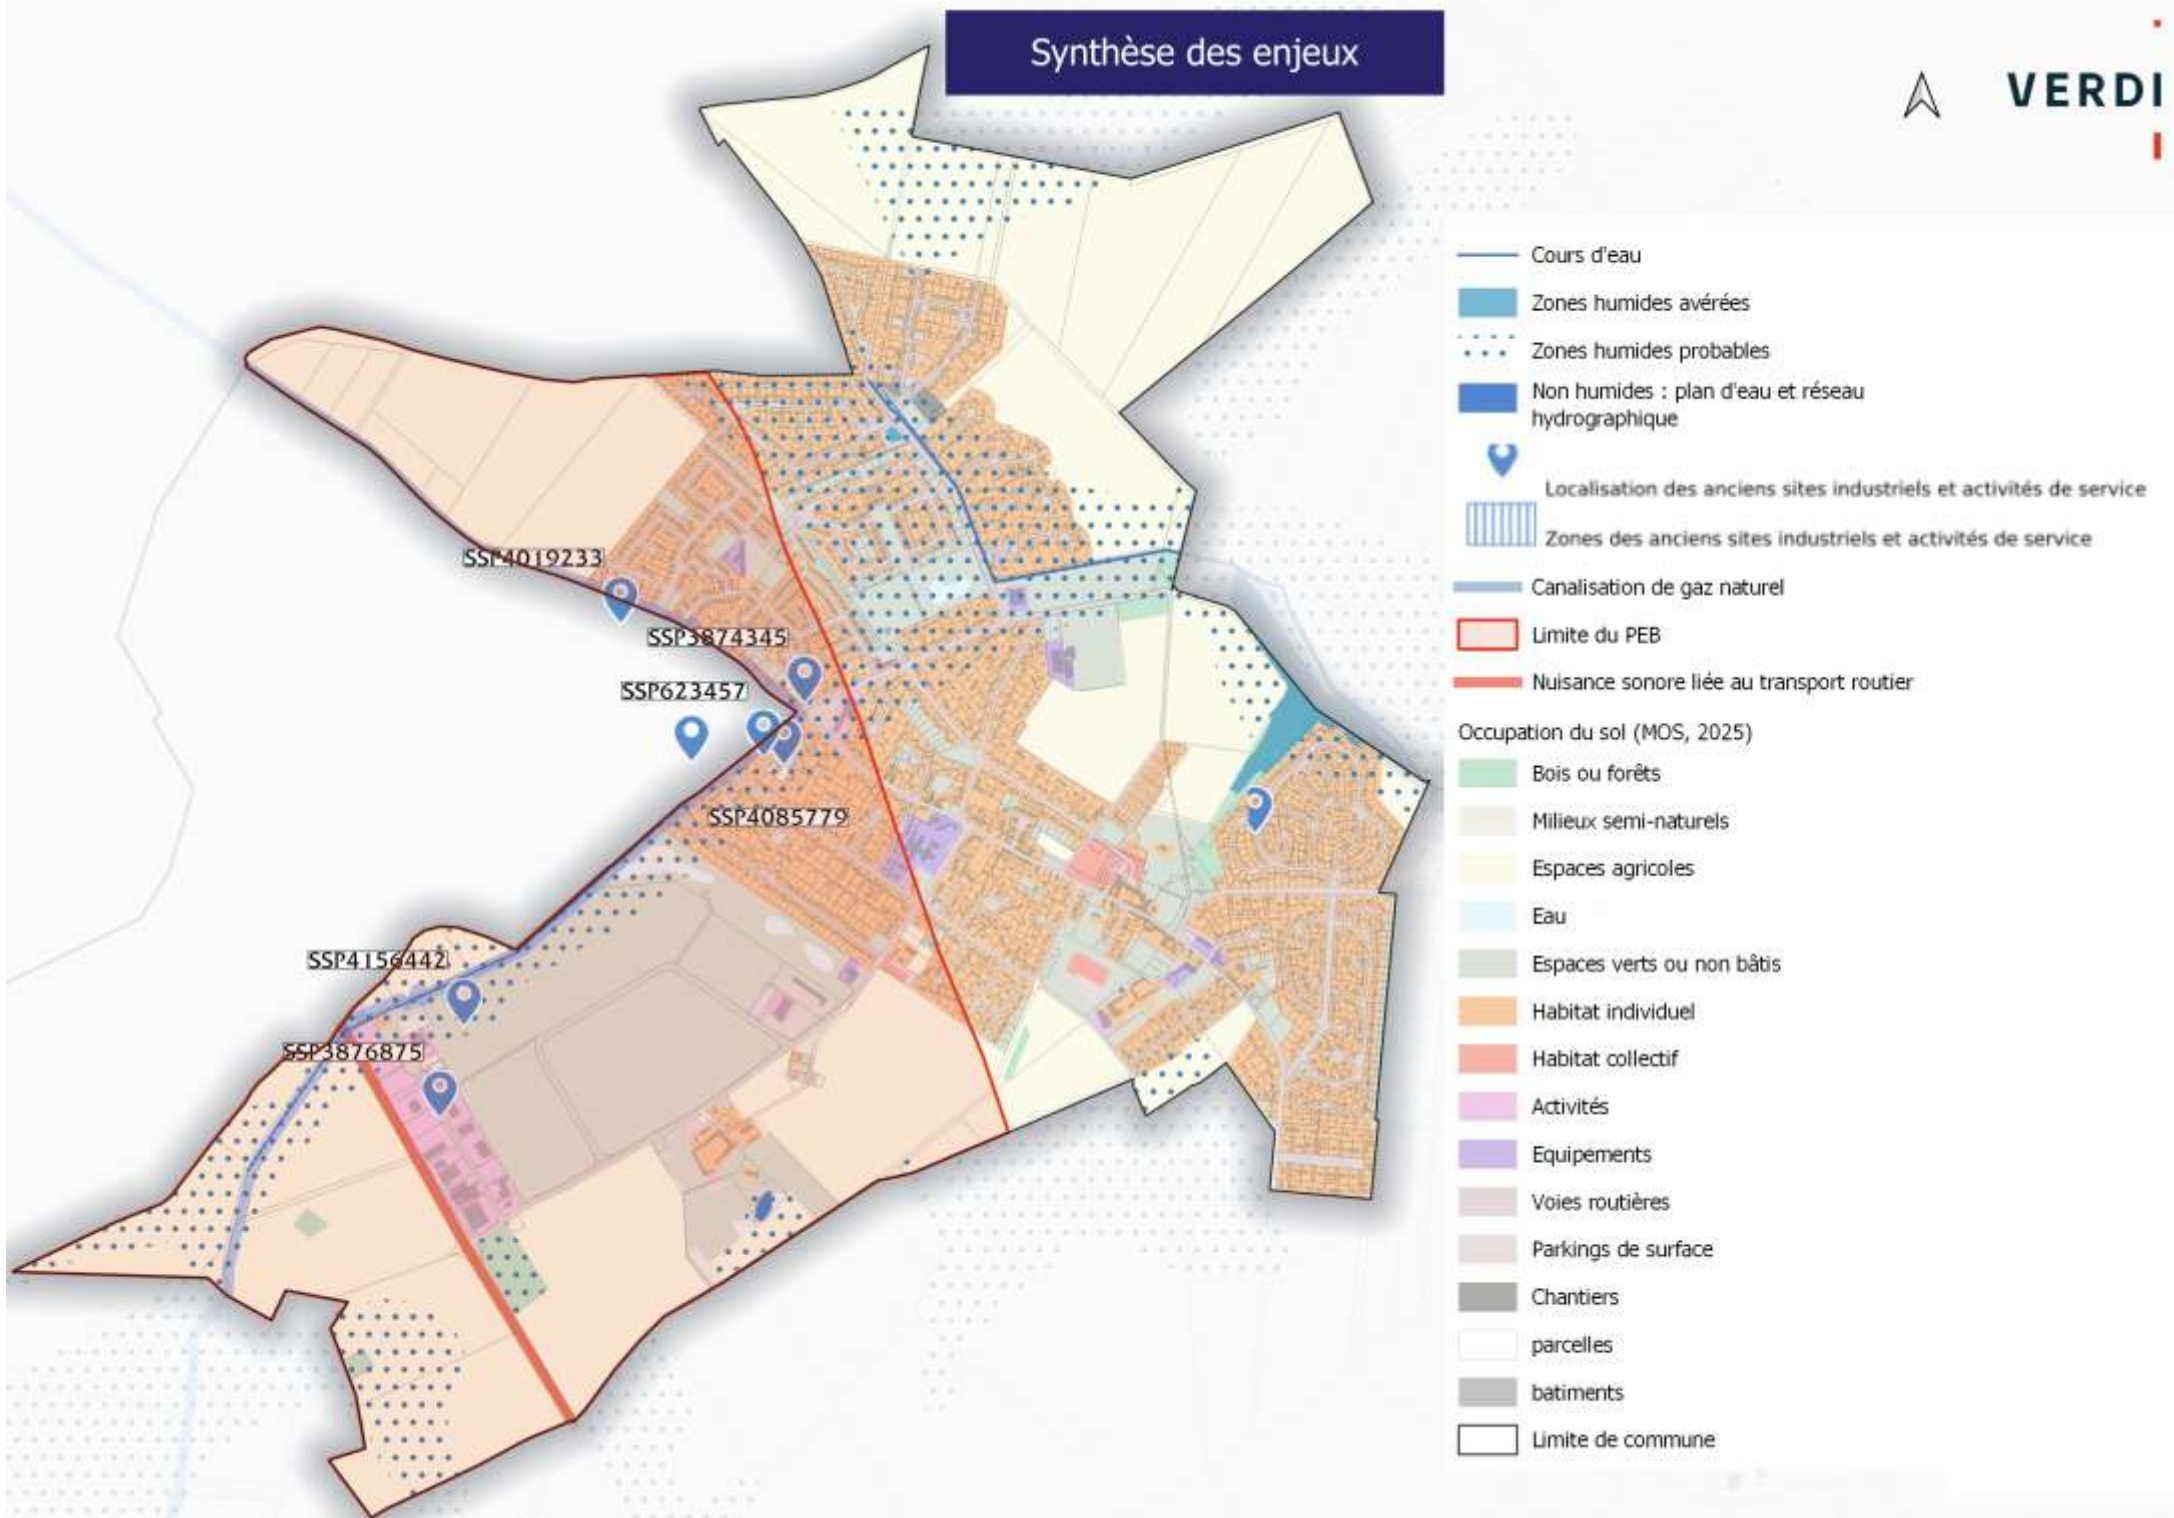 Synthèse des enjeux
VERDI
Cours d'eau
Zones humides avérées
Zones humides probables
Non humides : plan d'eau et réseau
hydrographique
Localisation des anciens sites industriels et activités de service
Zones des anciens sites industriels et activités de service
Canalisation de gaz naturel
Limite du PEB
Nuisance sonore liée au transport routier
Occupation du sol (MOS, 2025)
Bois ou forêts
Milieux semi-naturels
Espaces agricoles
Eau
Espaces verts ou non bâtis
Habitat individuel
Habitat collectif
Activités
Equipements
Voies routières
Parkings de surface
Chantiers
parcelles
batiments
Limite de commune
SSP4019233
SSP3874345
SSP623457
SSP4085779
SSP4156442
SSP3876875